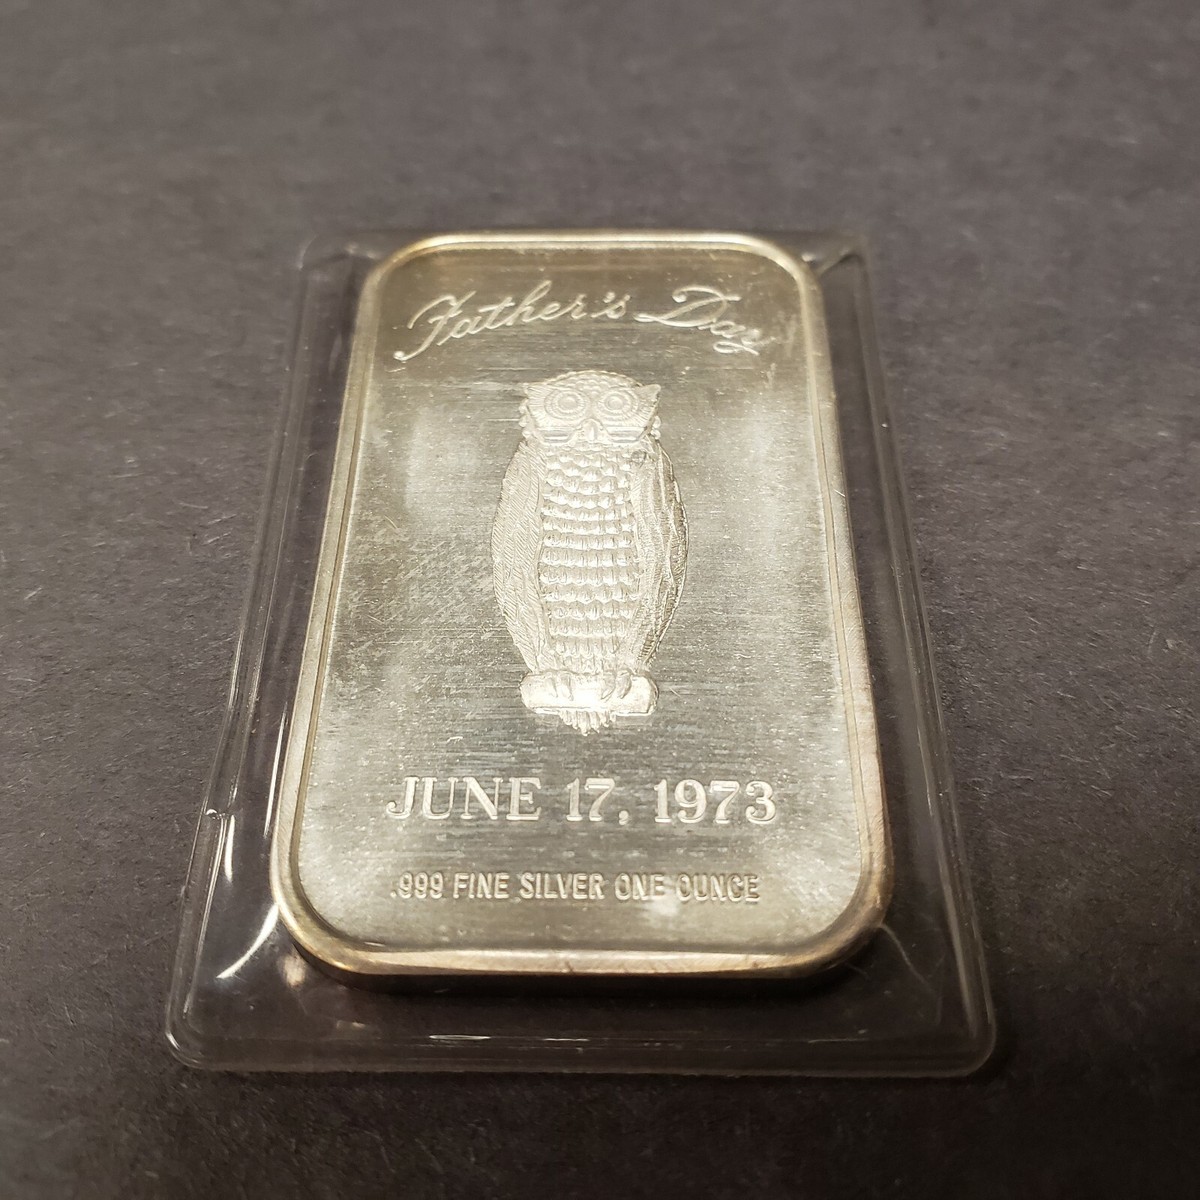 Father's Day
JUNE 17, 1973
.999 FINE SILVER ONE OUNCE